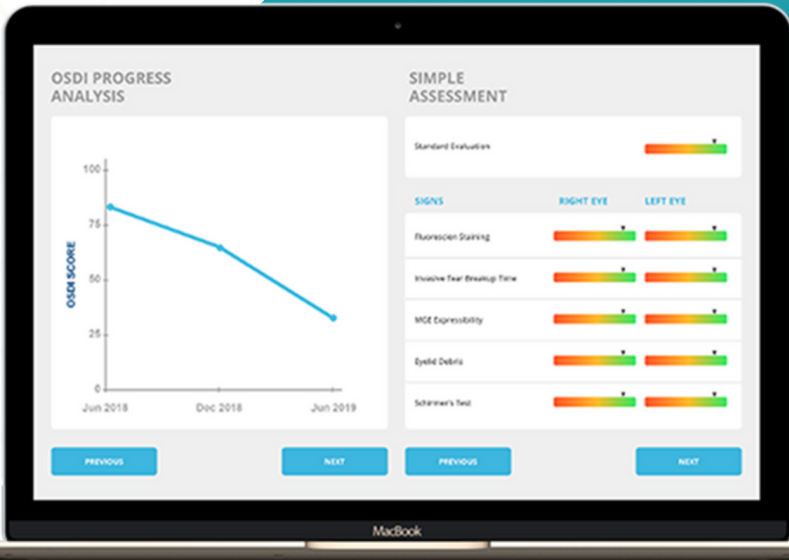 OSDI PROGRESS
ANALYSIS
100
75
50
25
0
OSDI SCORE
Jun 2018
Dec 2018
Jun 2019
PREVIOUS
NEXT
SIMPLE
ASSESSMENT
Standard Evaluation
SIGNS
RIGHT EYE
LEFT EYE
Fluorescien Staining
Invasive Tear Breakup Time
MGE Expressibility
Eyelid Debris
Schirmer's Test
PREVIOUS
NEXT
MacBook